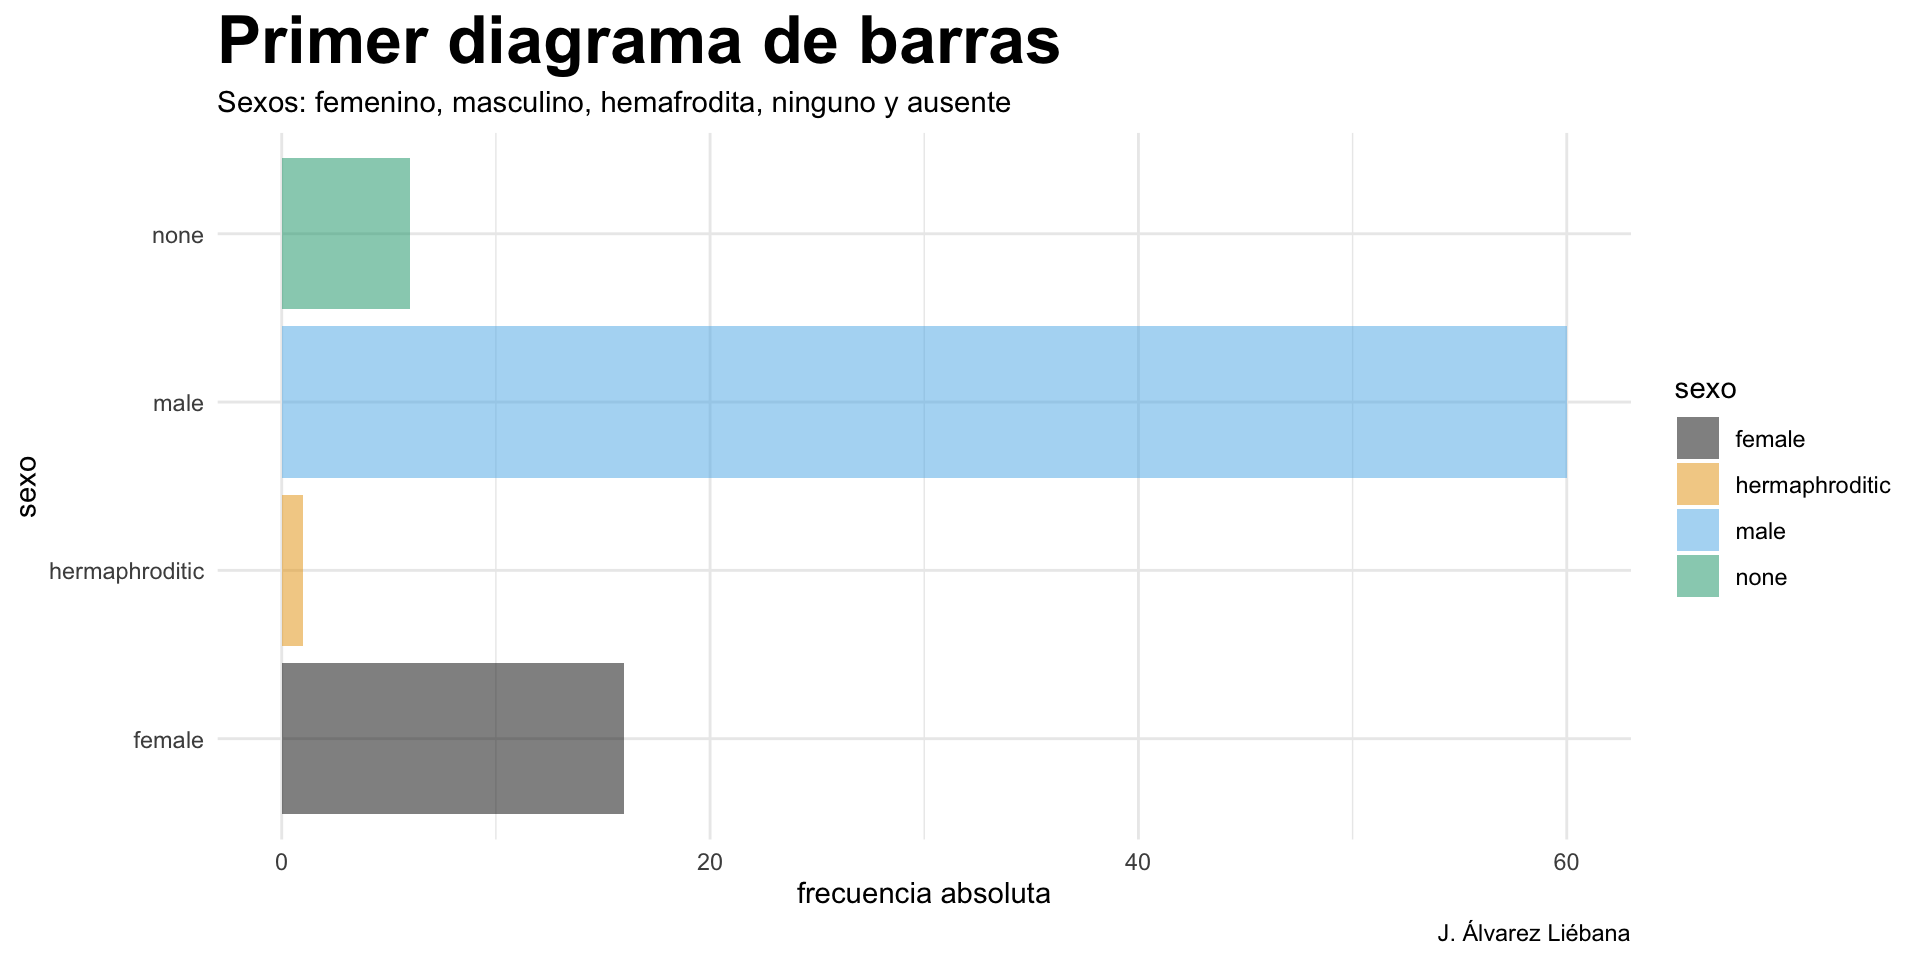 Primer diagrama de barras
Sexos: femenino, masculino, hemafrodita, ninguno y ausente
none
male
hermaphroditic
female
sexo
0 20 40 60
frecuencia absoluta
sexo
female
hermaphroditic
male
none
J. Álvarez Liébana